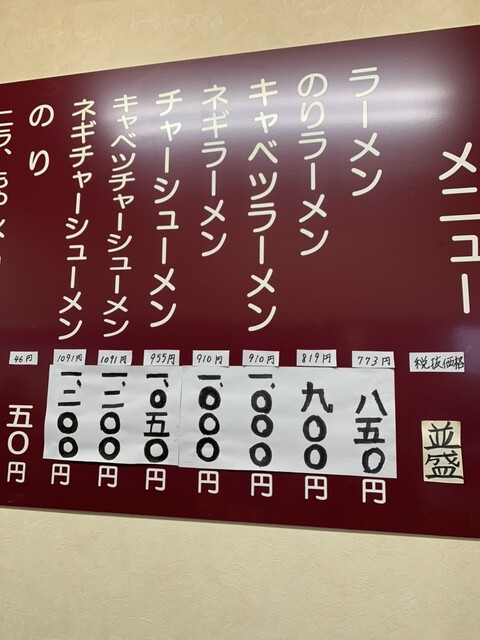 メニュー
税抜価格
並盛
ラーメン
773円
八五〇円
のりラーメン
819円
九〇〇円
キャベツラーメン
910円
一、〇〇〇円
ネギラーメン
910円
一、〇〇〇円
チャーシューメン
955円
一、〇五〇円
キャベツチャーシューメン
1091円
一、二〇〇円
ネギチャーシューメン
1091円
一、二〇〇円
のり
46円
五〇円